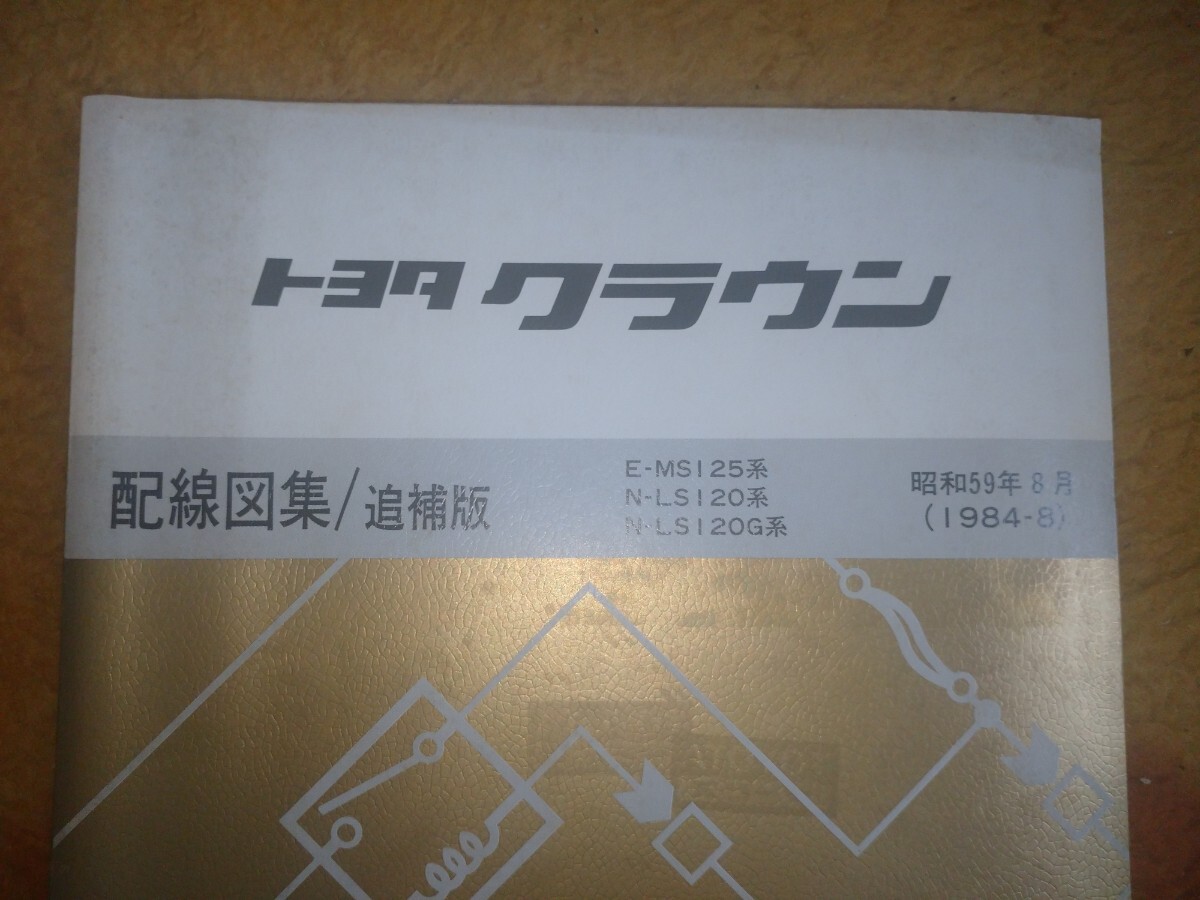 トヨタ クラウン
配線図集/追補版
E-MS125系
N-LS120系
N-LS120G系
昭和59年8月
(1984-8)